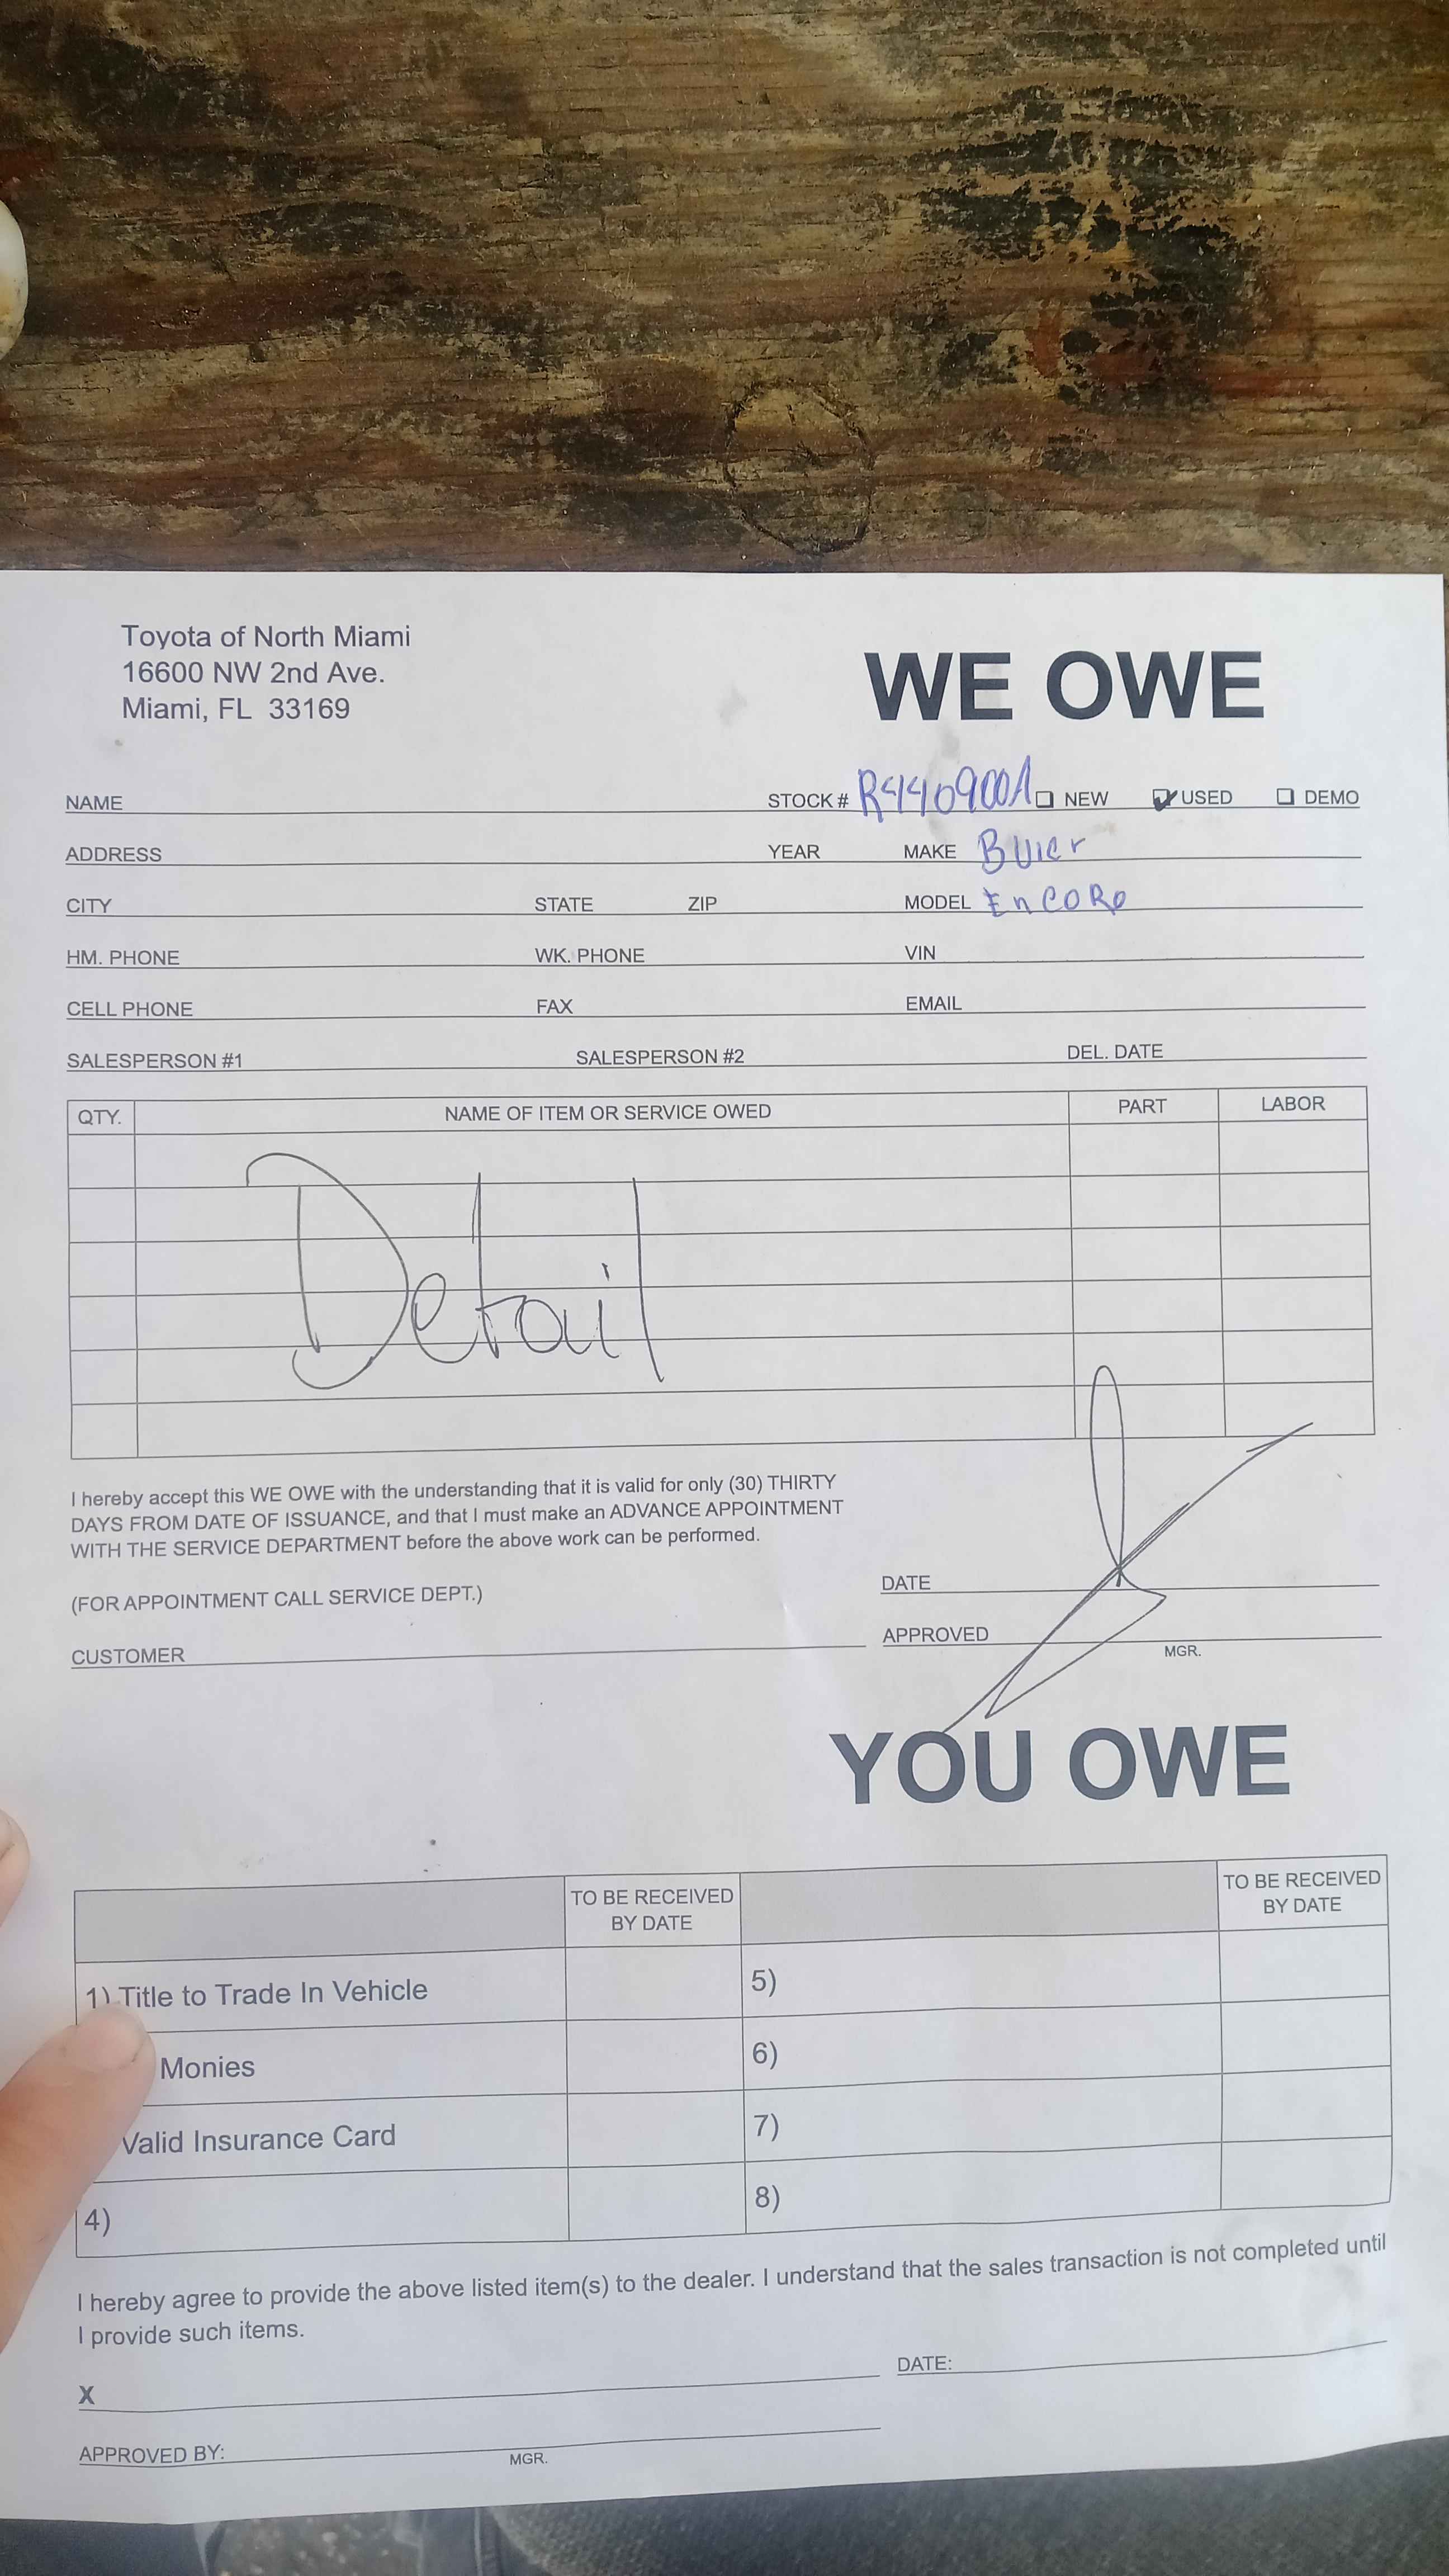 Toyota of North Miami
16600 NW 2nd Ave.
Miami, FL 33169
WE OWE
NAME STOCK # R440900A NEW USED DEMO
ADDRESS YEAR MAKE Buick
CITY STATE ZIP MODEL Encore
HM. PHONE WK. PHONE VIN
CELL PHONE FAX EMAIL
SALESPERSON #1 SALESPERSON #2 DEL. DATE
QTY. NAME OF ITEM OR SERVICE OWED PART LABOR
Detail
I hereby accept this WE OWE with the understanding that it is valid for only (30) THIRTY
DAYS FROM DATE OF ISSUANCE, and that I must make an ADVANCE APPOINTMENT
WITH THE SERVICE DEPARTMENT before the above work can be performed.
(FOR APPOINTMENT CALL SERVICE DEPT.)
DATE
CUSTOMER APPROVED
MGR.
YOU OWE
TO BE RECEIVED BY DATE TO BE RECEIVED BY DATE
1) Title to Trade In Vehicle 5)
Monies 6)
Valid Insurance Card 7)
4) 8)
I hereby agree to provide the above listed item(s) to the dealer. I understand that the sales transaction is not completed until
I provide such items.
X DATE:
APPROVED BY: MGR.